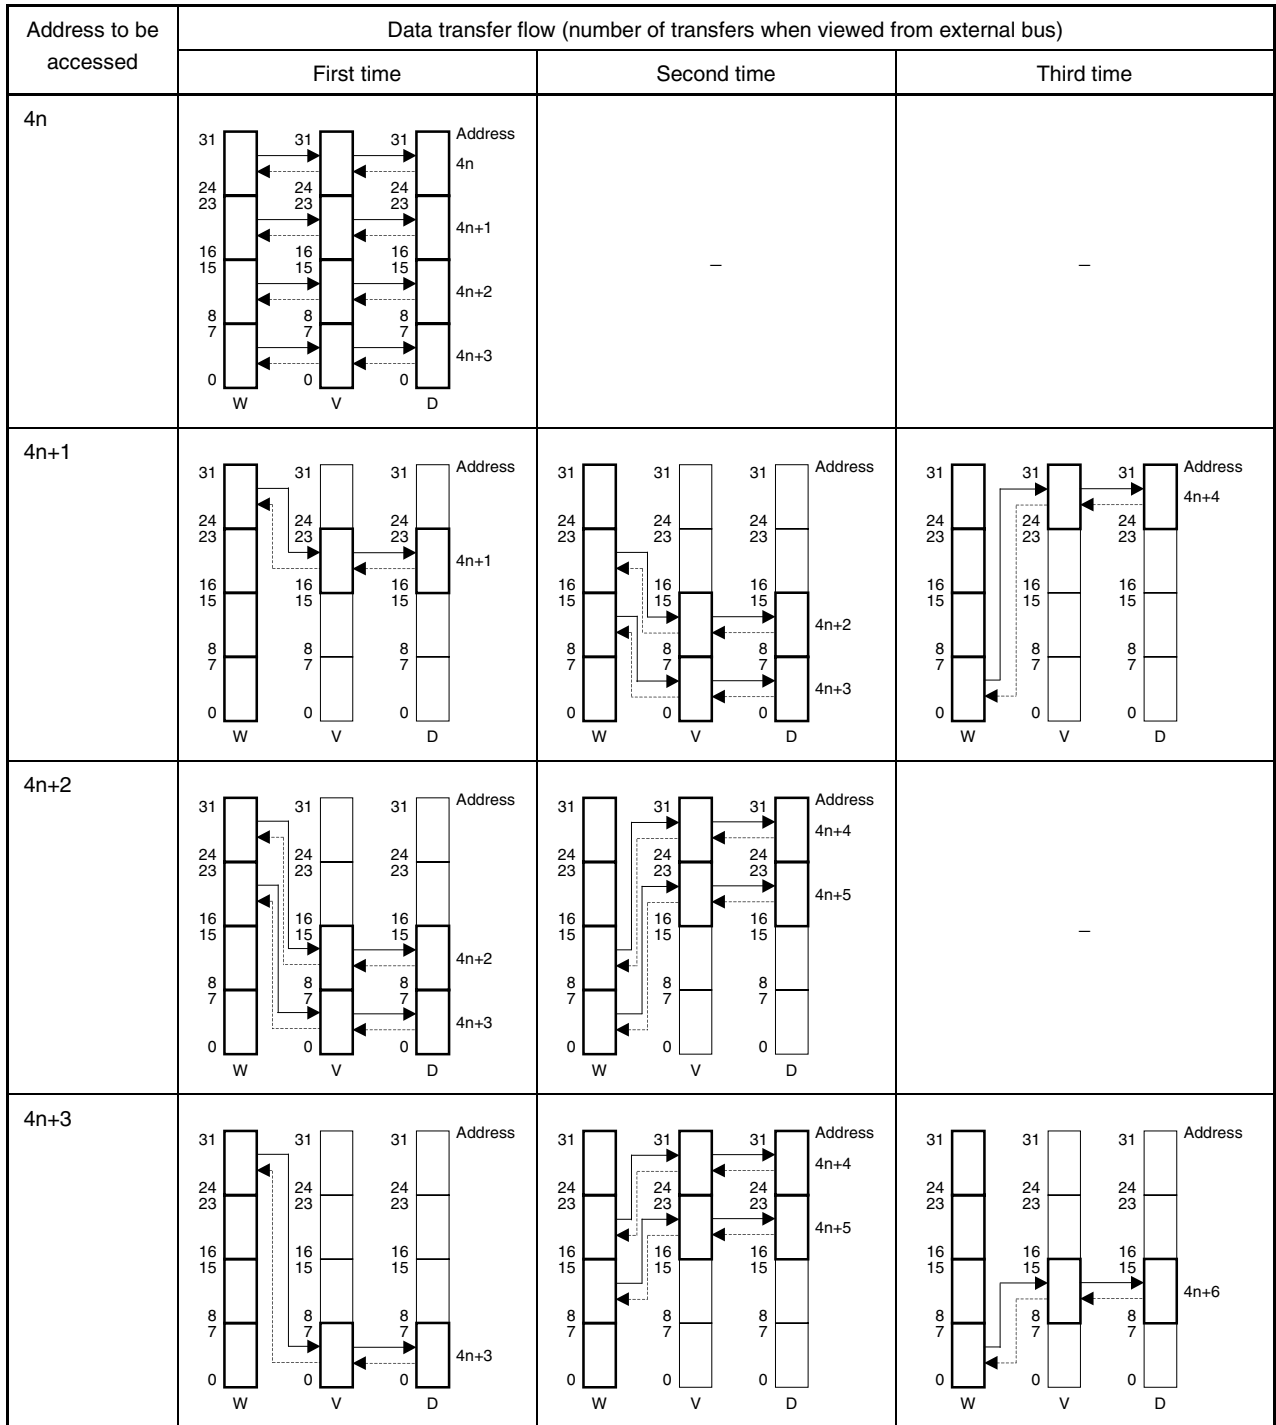 Address to be accessed
Data transfer flow (number of transfers when viewed from external bus)
First time Second time Third time
4n
31 31 31 Address
4n
24 24 24
23 23 23
4n+1
16 16 16
15 15 15
– –
4n+2
8 8 8
7 7 7
4n+3
0 0 0
W V D
4n+1
31 31 31 Address 31 31 31 Address 31 31 31 Address
4n+4
24 24 24 24 24 24 24 24 24
23 23 23 23 23 23 23 23 23
4n+1
16 16 16 16 16 16 16 16 16
15 15 15 15 15 15 15 15 15
4n+2
8 8 8 8 8 8 8 8 8
7 7 7 7 7 7 7 7 7
4n+3
0 0 0 0 0 0 0 0 0
W V D W V D W V D
4n+2
31 31 31 Address 31 31 31 Address
4n+4
24 24 24 24 24 24
23 23 23 23 23 23
4n+5
16 16 16 16 16 16
15 15 15 15 15 15
–
4n+2
8 8 8 8 8 8
7 7 7 7 7 7
4n+3
0 0 0 0 0 0
W V D W V D
4n+3
31 31 31 Address 31 31 31 Address 31 31 31 Address
4n+4
24 24 24 24 24 24 24 24 24
23 23 23 23 23 23 23 23 23
4n+5
16 16 16 16 16 16 16 16 16
15 15 15 15 15 15 15 15 15
4n+6
8 8 8 8 8 8 8 8 8
7 7 7 7 7 7 7 7 7
4n+3
0 0 0 0 0 0 0 0 0
W V D W V D W V D